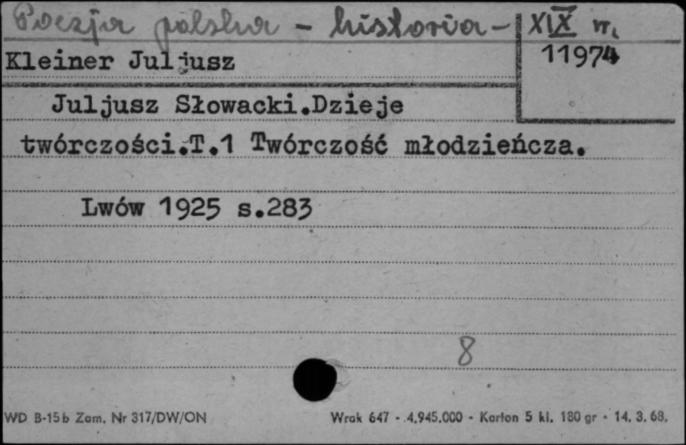 Poezja polska - historia - XIX w.
Kleiner Juljusz
11974
Juljusz Słowacki.Dzieje
twórczości.T.1 Twórczość młodzieńcza.
Lwów 1925 s.283
8
WD B-15b Zam. Nr 317/DW/ON
Wrak 647 - 4.945.000 - Karton 5 kl. 180 gr - 14.3.68.